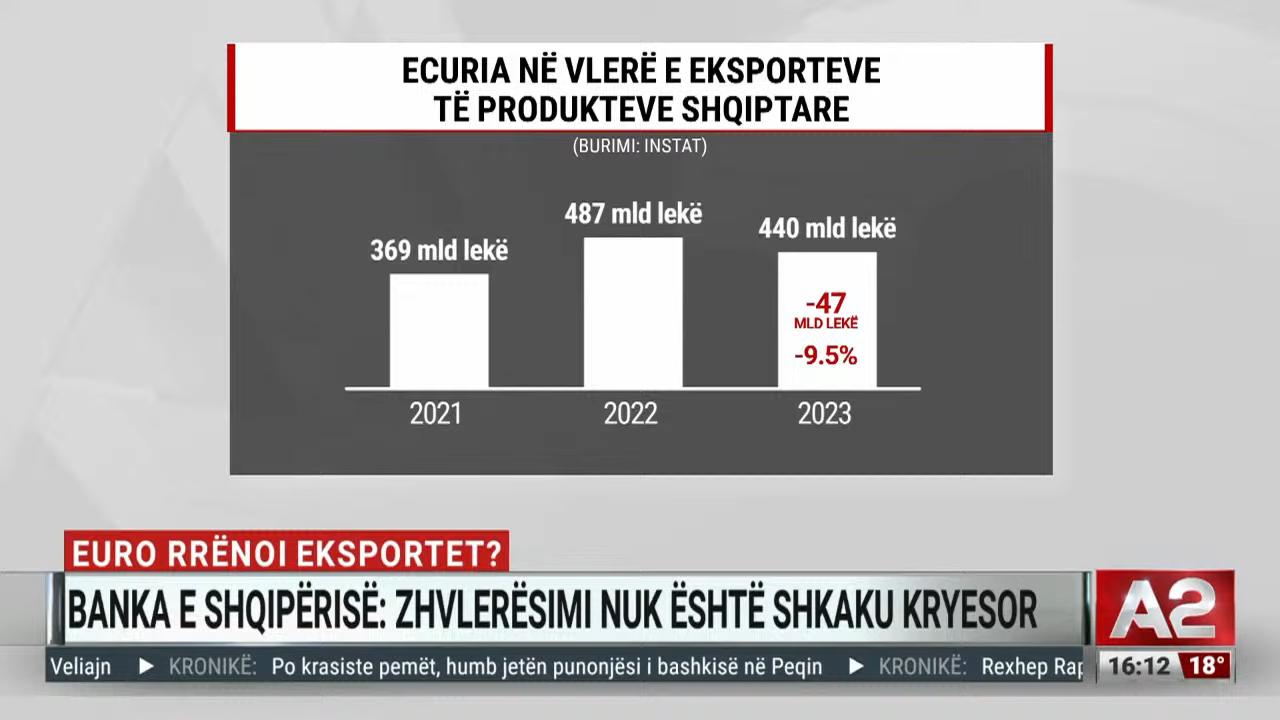 ECURIA NË VLERË E EKSPORTEVE
TË PRODUKTEVE SHQIPTARE
(BURIMI: INSTAT)
369 mld lekë
487 mld lekë
440 mld lekë
-47
MLD LEKË
-9.5%
2021
2022
2023
EURO RRËNOI EKSPORTET?
BANKA E SHQIPËRISË: ZHVLERËSIMI NUK ËSHTË SHKAKU KRYESOR
A2
Veliajn ▶ KRONIKË: Po krasiste pemët, humb jetën punonjësi i bashkisë në Peqin ▶ KRONIKË: Rexhep Rap
16:12 18°